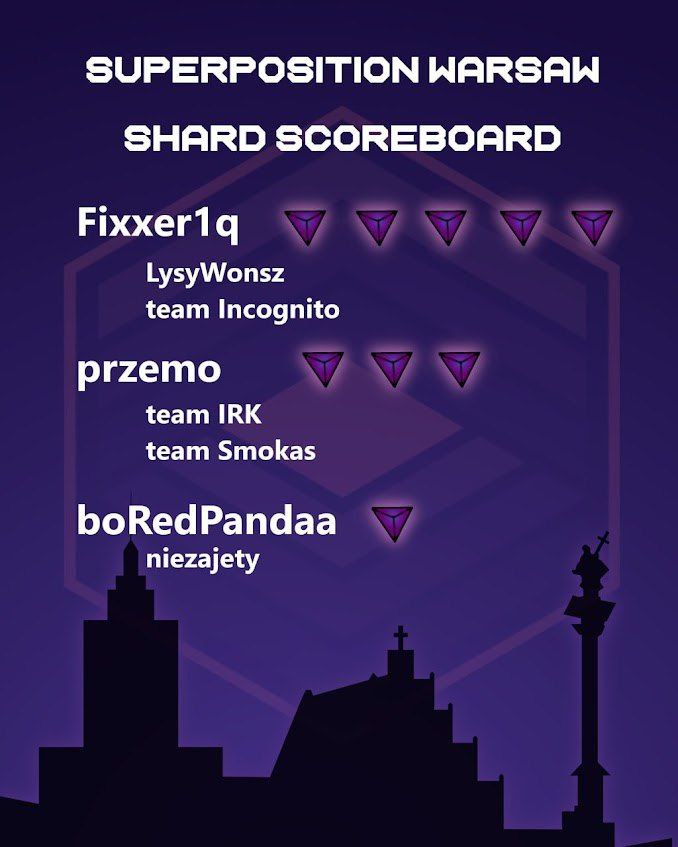 SUPERPOSITION WARSAW
SHARD SCOREBOARD
Fixxer1q
LysyWonsz
team Incognito
przemo
team IRK
team Smokas
boRedPandaa
niezajety